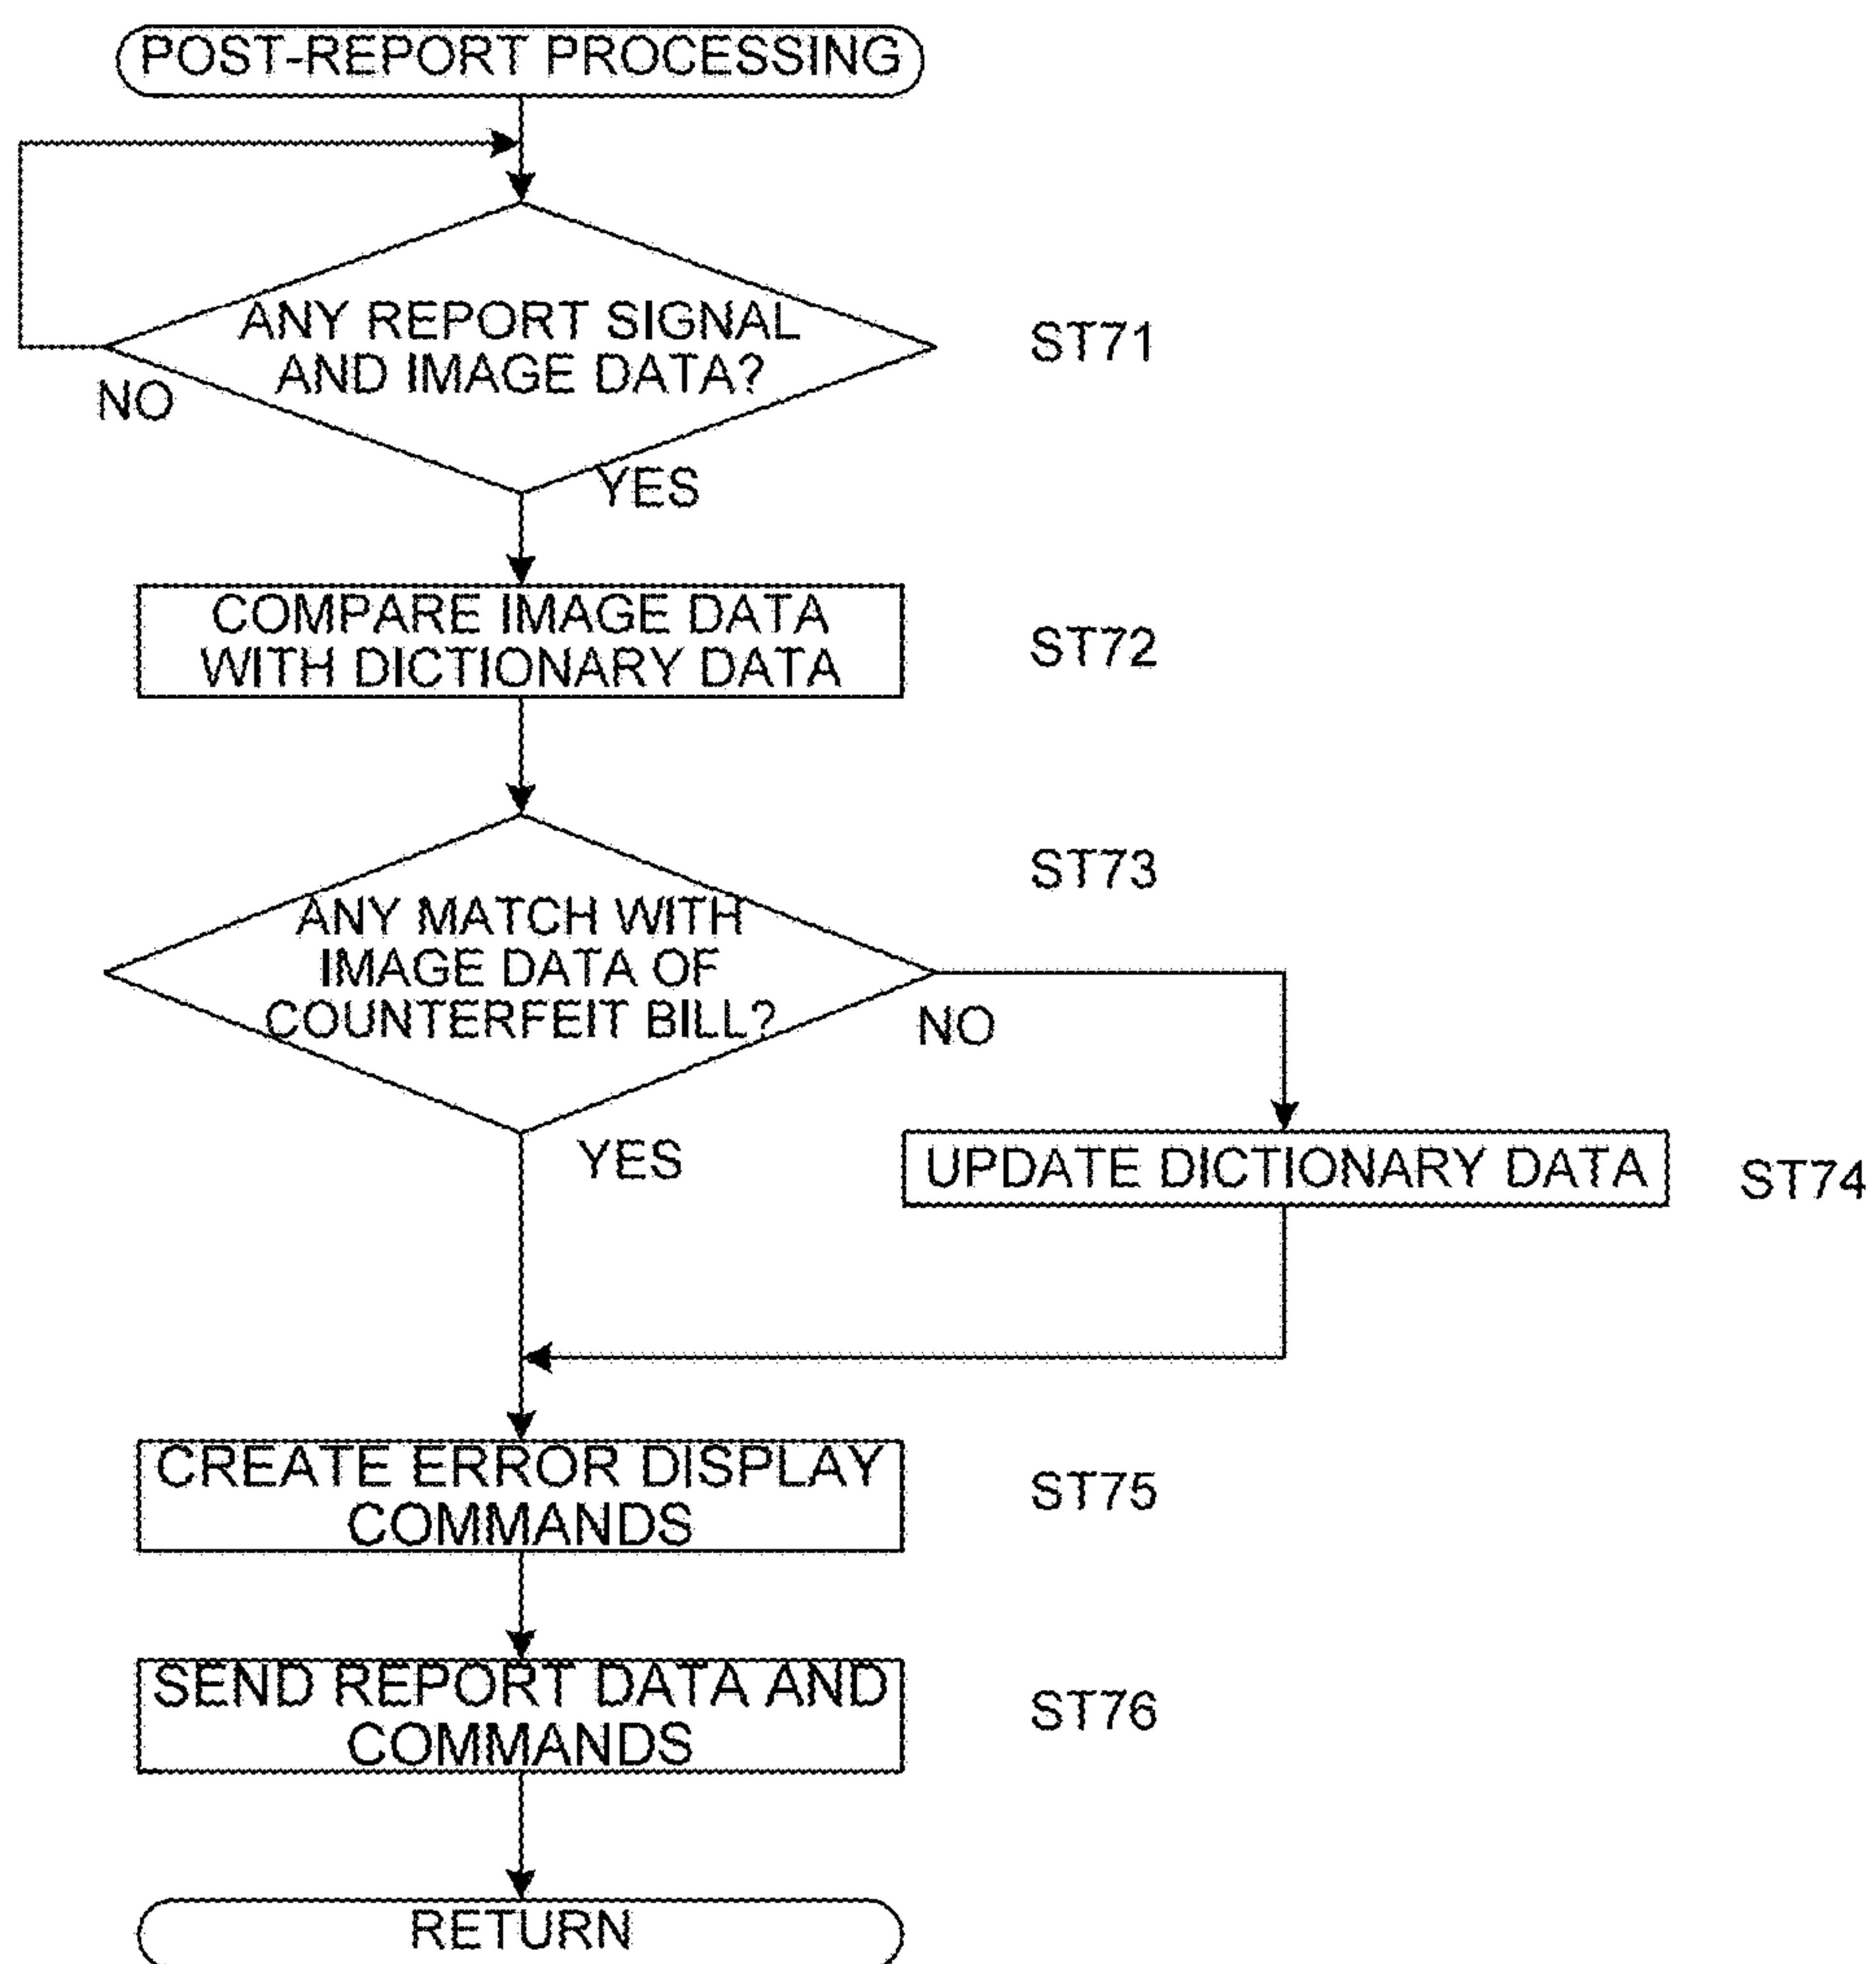 POST-REPORT PROCESSING
ANY REPORT SIGNAL
AND IMAGE DATA?
ST71
NO
YES
COMPARE IMAGE DATA
WITH DICTIONARY DATA
ST72
ST73
ANY MATCH WITH
IMAGE DATA OF
COUNTERFEIT BILL?
NO
YES
UPDATE DICTIONARY DATA
ST74
CREATE ERROR DISPLAY
COMMANDS
ST75
SEND REPORT DATA AND
COMMANDS
ST76
RETURN